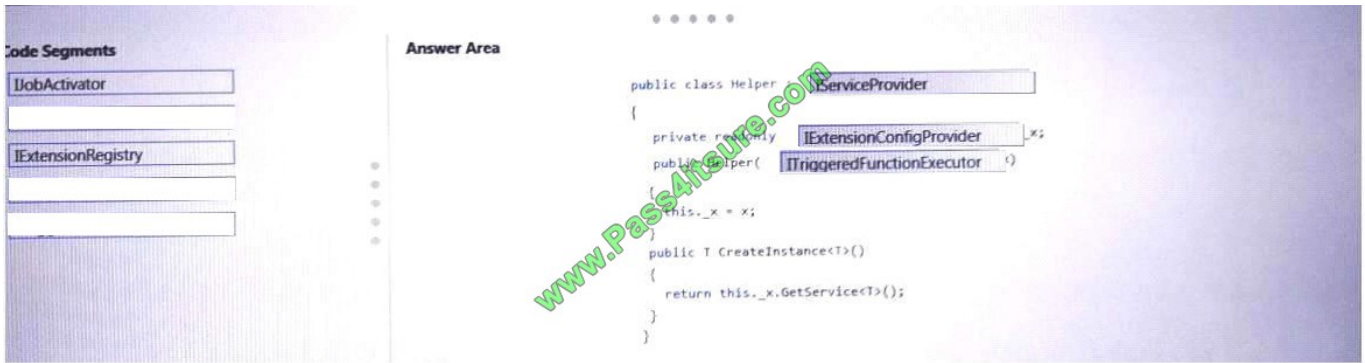 Code Segments
Answer Area
IJobActivator
IExtensionRegistry
public class Helper : IServiceProvider
{
private readonly IExtensionConfigProvider _x;
public Helper( ITriggeredFunctionExecutor x)
{
this._x = x;
}
public T CreateInstance<T>()
{
return this._x.GetService<T>();
}
}
www.Pass4itsure.com